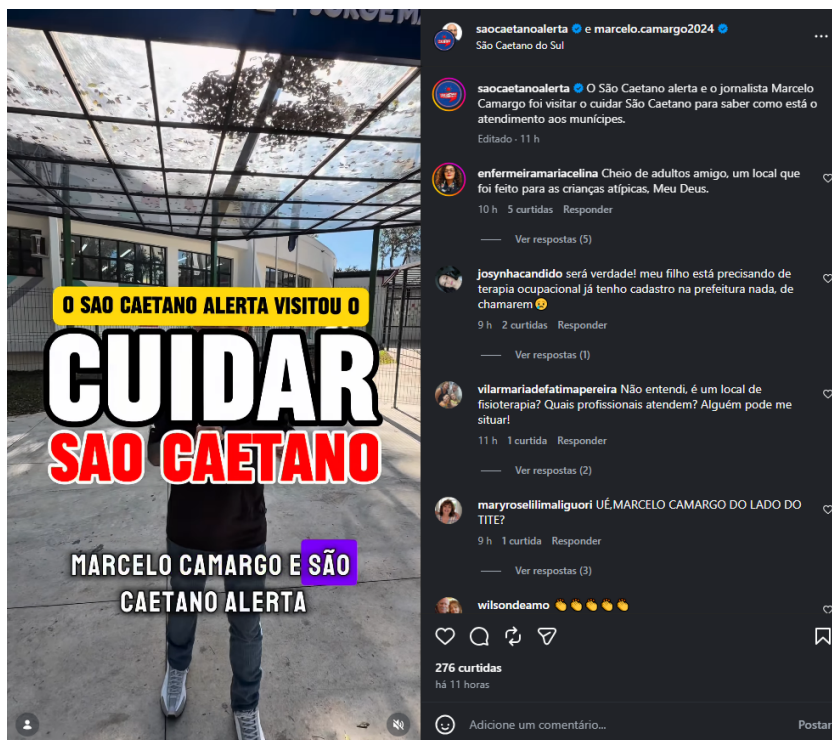 JORGE MA
O SAO CAETANO ALERTA VISITOU O
CUIDAR
SAO CAETANO
MARCELO CAMARGO E SÃO
CAETANO ALERTA
saocaetanoalerta e marcelo.camargo2024
São Caetano do Sul
saocaetanoalerta O São Caetano alerta e o jornalista Marcelo
Camargo foi visitar o cuidar São Caetano para saber como está o
atendimento aos munícipes.
Editado · 11 h
enfermeiramariacelina Cheio de adultos amigo, um local que
foi feito para as crianças atípicas, Meu Deus.
10 h 5 curtidas Responder
Ver respostas (5)
josynhacandido será verdade! meu filho está precisando de
terapia ocupacional já tenho cadastro na prefeitura nada, de
chamarem😥
9 h 2 curtidas Responder
Ver respostas (1)
vilarmariadefatimapereira Não entendi, é um local de
fisioterapia? Quais profissionais atendem? Alguém pode me
situar!
11 h 1 curtida Responder
Ver respostas (2)
maryroselilimaliguori UÉ,MARCELO CAMARGO DO LADO DO
TITE?
9 h 1 curtida Responder
Ver respostas (3)
wilsondeamo 👏👏👏👏👏
276 curtidas
há 11 horas
Adicione um comentário...
Postar